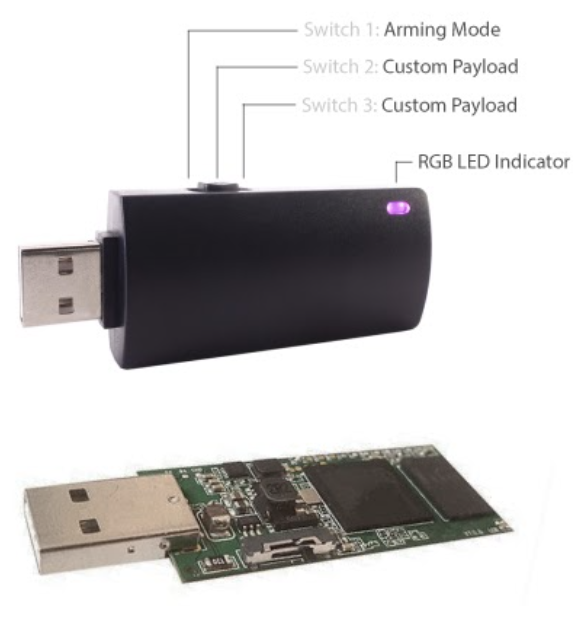 Switch 1: Arming Mode
Switch 2: Custom Payload
Switch 3: Custom Payload
RGB LED Indicator